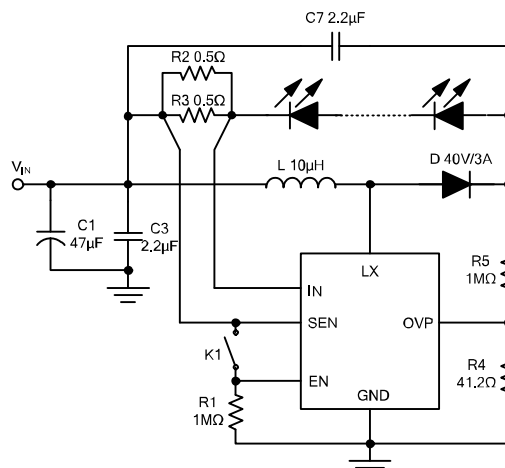 C7 2.2µF
R2 0.5Ω
R3 0.5Ω
VIN
L 10µH
D 40V/3A
C1
47µF
C3
2.2µF
LX
R5
1MΩ
IN
SEN
OVP
K1
EN
R4
41.2Ω
GND
R1
1MΩ